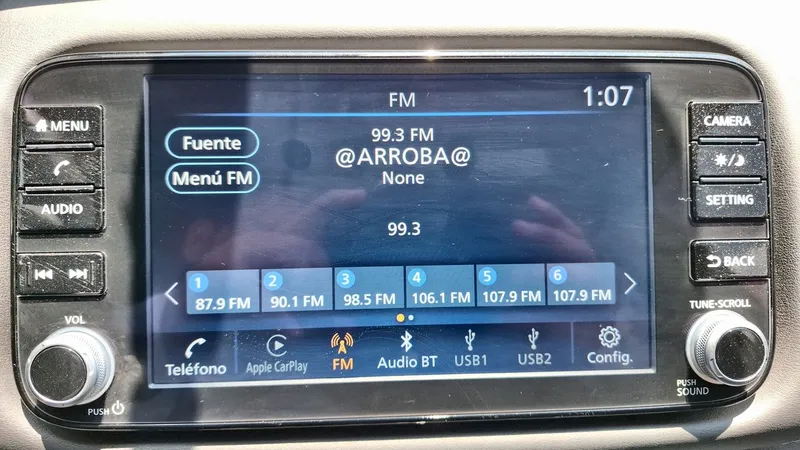 FM
1:07
MENU
AUDIO
VOL
PUSH
Fuente
Menú FM
99.3 FM
@ARROBA@
None
99.3
1 2 3 4 5 6
87.9 FM 90.1 FM 98.5 FM 106.1 FM 107.9 FM 107.9 FM
Teléfono Apple CarPlay FM Audio BT USB1 USB2 Config.
CAMERA
SETTING
BACK
TUNE-SCROLL
PUSH
SOUND